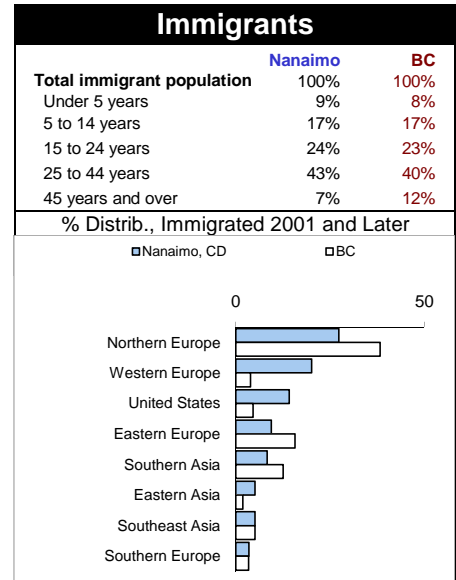 Immigrants
Nanaimo BC
Total immigrant population 100% 100%
Under 5 years 9% 8%
5 to 14 years 17% 17%
15 to 24 years 24% 23%
25 to 44 years 43% 40%
45 years and over 7% 12%
% Distrib., Immigrated 2001 and Later
Nanaimo, CD BC
0 50
Northern Europe
Western Europe
United States
Eastern Europe
Southern Asia
Eastern Asia
Southeast Asia
Southern Europe